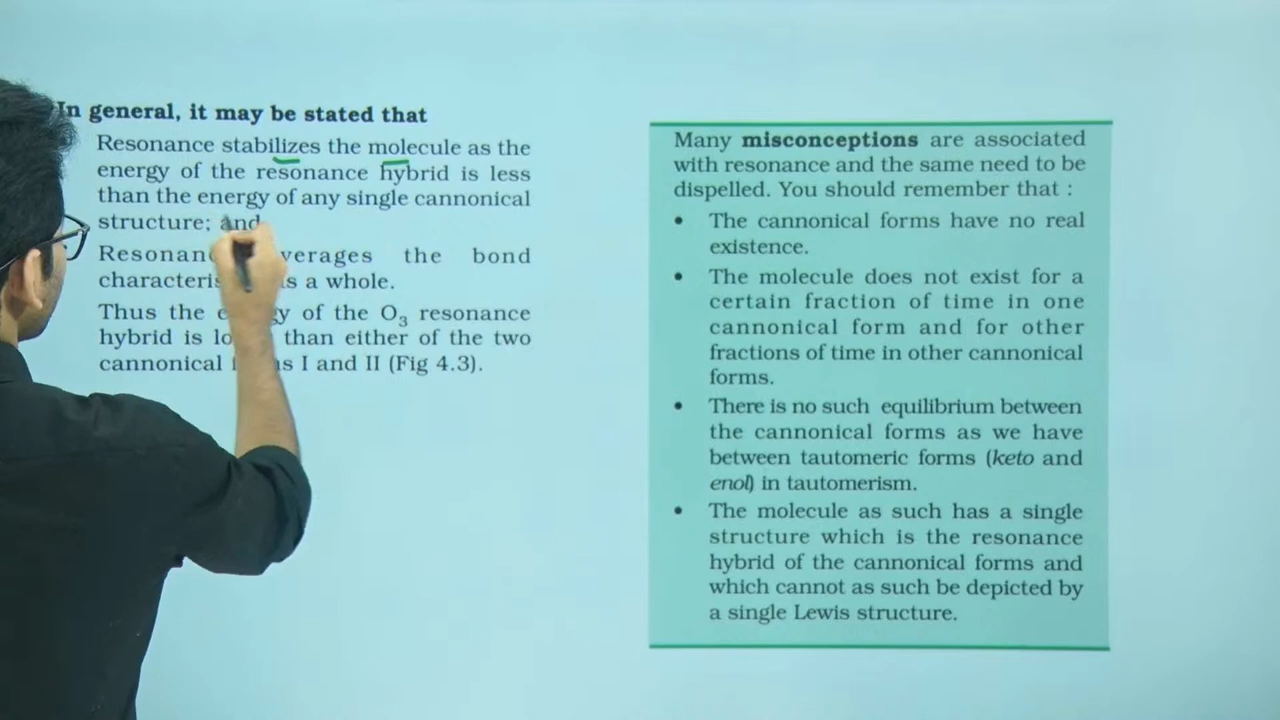 In general, it may be stated that
Resonance stabilizes the molecule as the
energy of the resonance hybrid is less
than the energy of any single cannonical
structure; and
the bond
a whole.
Thus the of the O₃ resonance
hybrid is than either of the two
cannonical I and II (Fig 4.3).
Many misconceptions are associated
with resonance and the same need to be
dispelled. You should remember that :
• The cannonical forms have no real
existence.
• The molecule does not exist for a
certain fraction of time in one
cannonical form and for other
fractions of time in other cannonical
forms.
• There is no such equilibrium between
the cannonical forms as we have
between tautomeric forms (keto and
enol) in tautomerism.
• The molecule as such has a single
structure which is the resonance
hybrid of the cannonical forms and
which cannot as such be depicted by
a single Lewis structure.